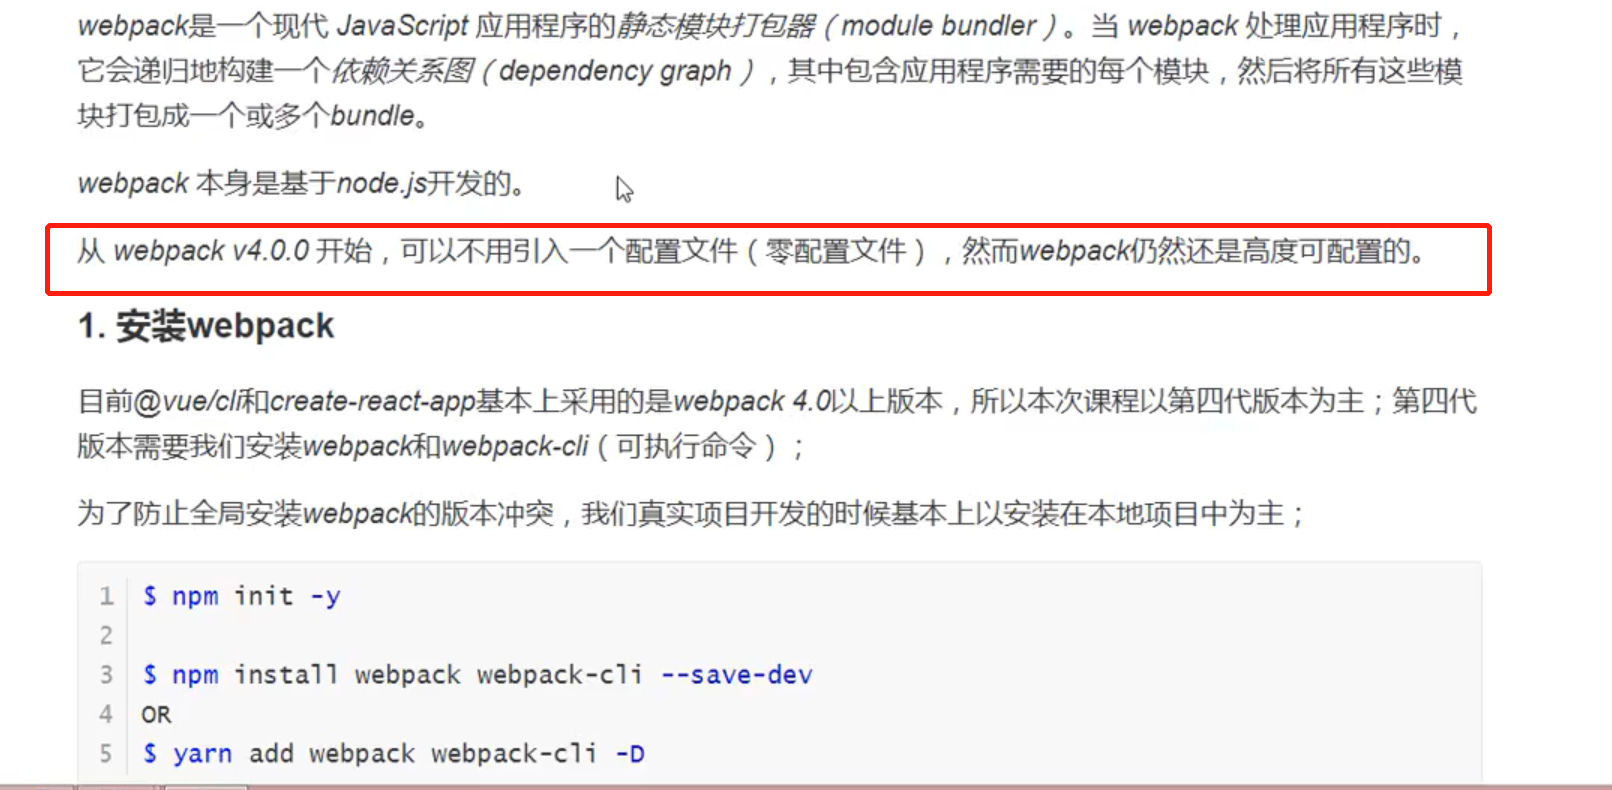 webpack是一个现代 JavaScript 应用程序的静态模块打包器（module bundler）。当 webpack 处理应用程序时，
它会递归地构建一个依赖关系图（dependency graph），其中包含应用程序需要的每个模块，然后将所有这些模
块打包成一个或多个bundle。
webpack 本身是基于node.js开发的。
从 webpack v4.0.0 开始，可以不用引入一个配置文件（零配置文件），然而webpack仍然还是高度可配置的。
1. 安装webpack
目前@vue/cli和create-react-app基本上采用的是webpack 4.0以上版本，所以本次课程以第四代版本为主；第四代
版本需要我们安装webpack和webpack-cli（可执行命令）；
为了防止全局安装webpack的版本冲突，我们真实项目开发的时候基本上以安装在本地项目中为主；
1 $ npm init -y
2
3 $ npm install webpack webpack-cli --save-dev
4 OR
5 $ yarn add webpack webpack-cli -D